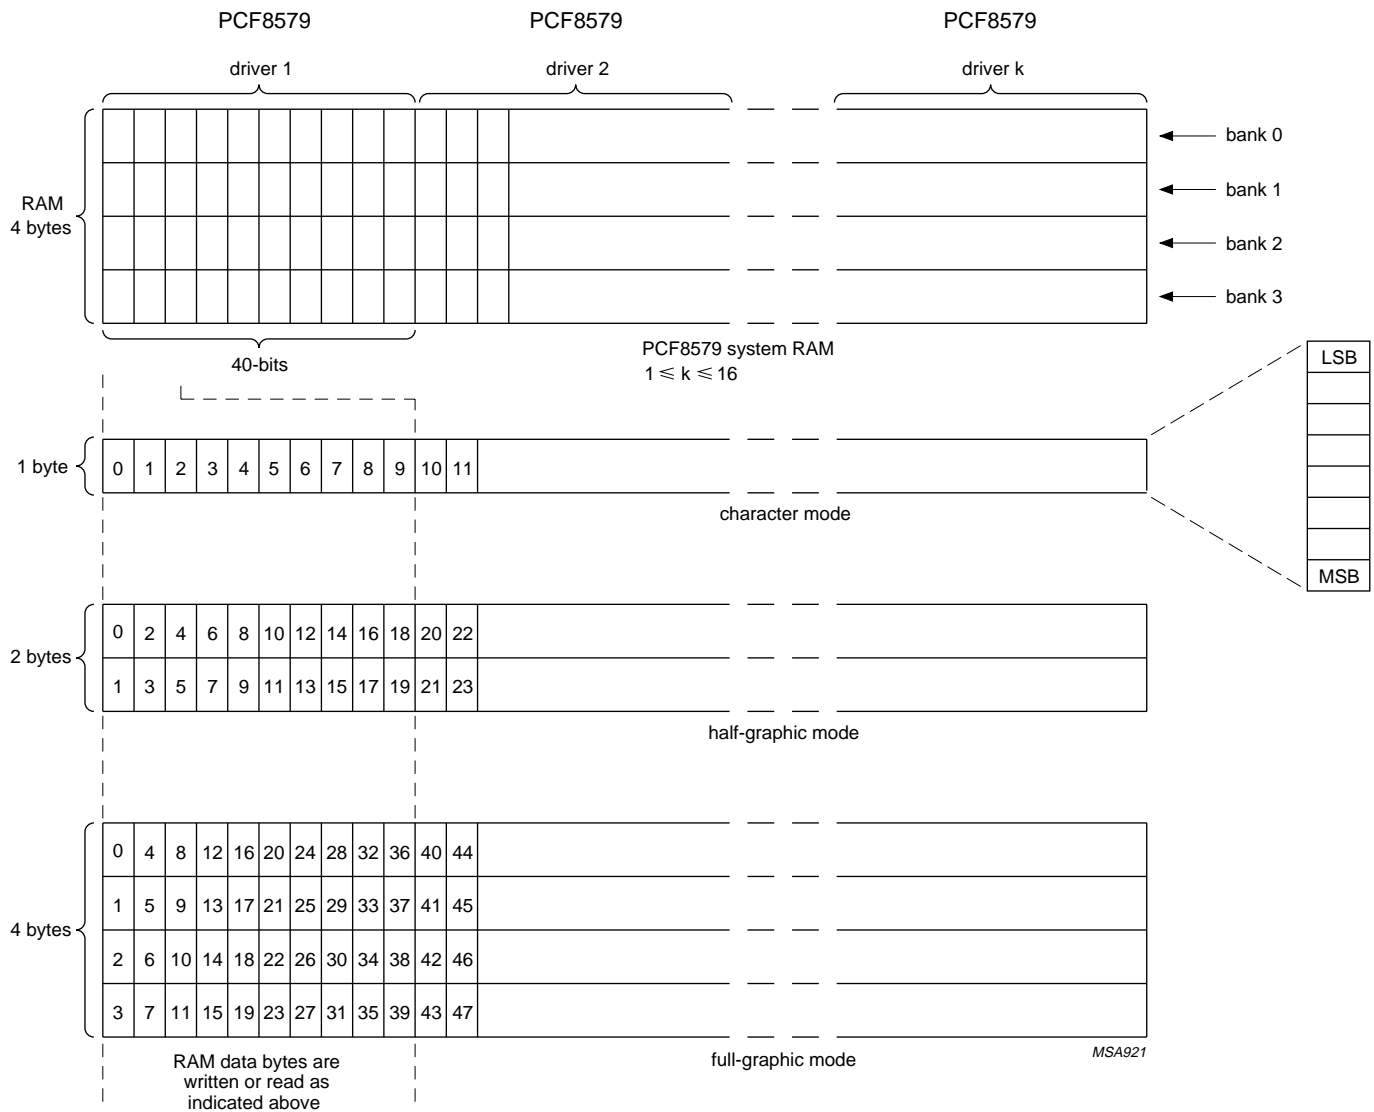 PCF8579 PCF8579 PCF8579
driver 1 driver 2 driver k
bank 0
bank 1
RAM
4 bytes
bank 2
bank 3
40-bits
PCF8579 system RAM
1 ⩽ k ⩽ 16
LSB
1 byte 0 1 2 3 4 5 6 7 8 9 10 11
character mode
MSB
0 2 4 6 8 10 12 14 16 18 20 22
2 bytes
1 3 5 7 9 11 13 15 17 19 21 23
half-graphic mode
0 4 8 12 16 20 24 28 32 36 40 44
1 5 9 13 17 21 25 29 33 37 41 45
4 bytes
2 6 10 14 18 22 26 30 34 38 42 46
3 7 11 15 19 23 27 31 35 39 43 47
full-graphic mode
MSA921
RAM data bytes are
written or read as
indicated above